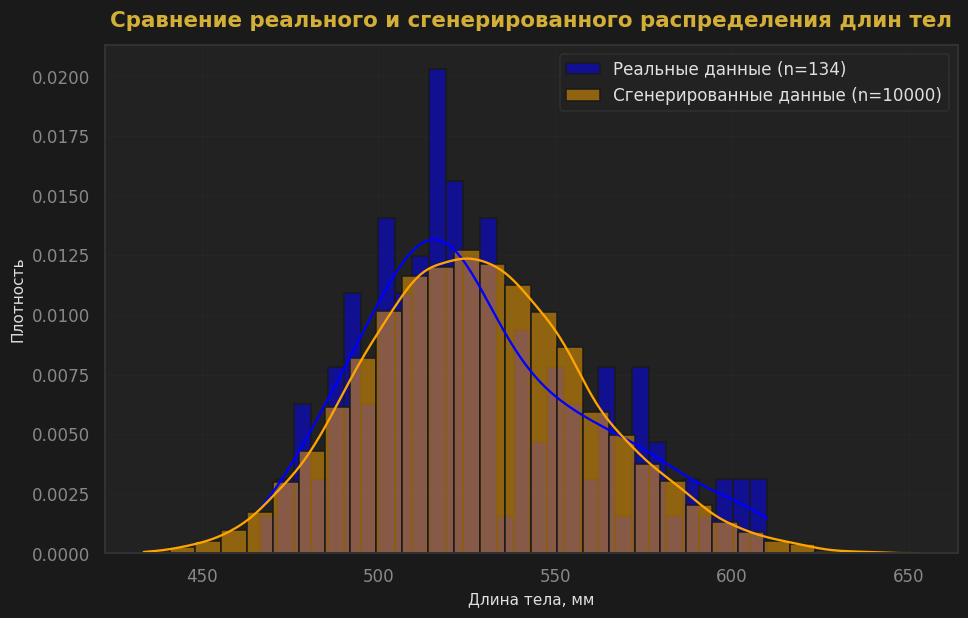 Сравнение реального и сгенерированного распределения длин тел
Реальные данные (n=134)
Сгенерированные данные (n=10000)
Плотность
0.0200
0.0175
0.0150
0.0125
0.0100
0.0075
0.0050
0.0025
0.0000
450 500 550 600 650
Длина тела, мм